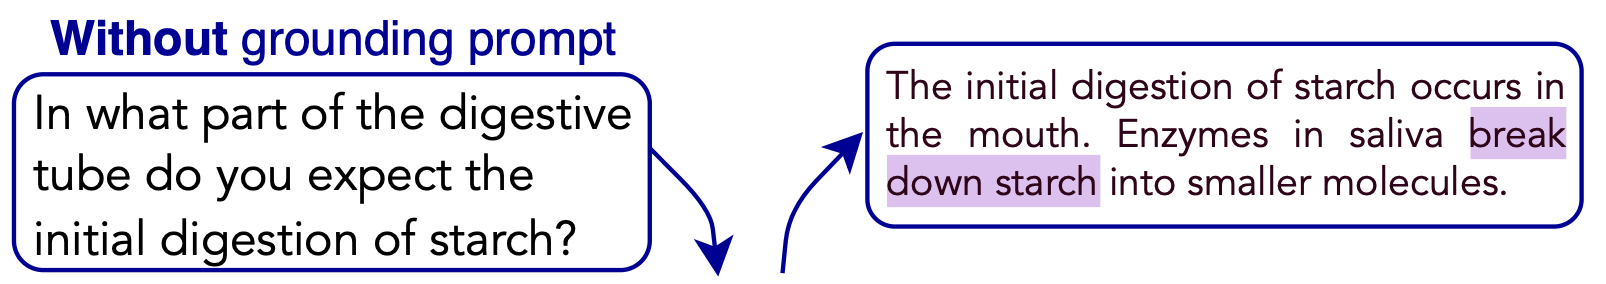 Without grounding prompt
In what part of the digestive
tube do you expect the
initial digestion of starch?
The initial digestion of starch occurs in
the mouth. Enzymes in saliva break
down starch into smaller molecules.